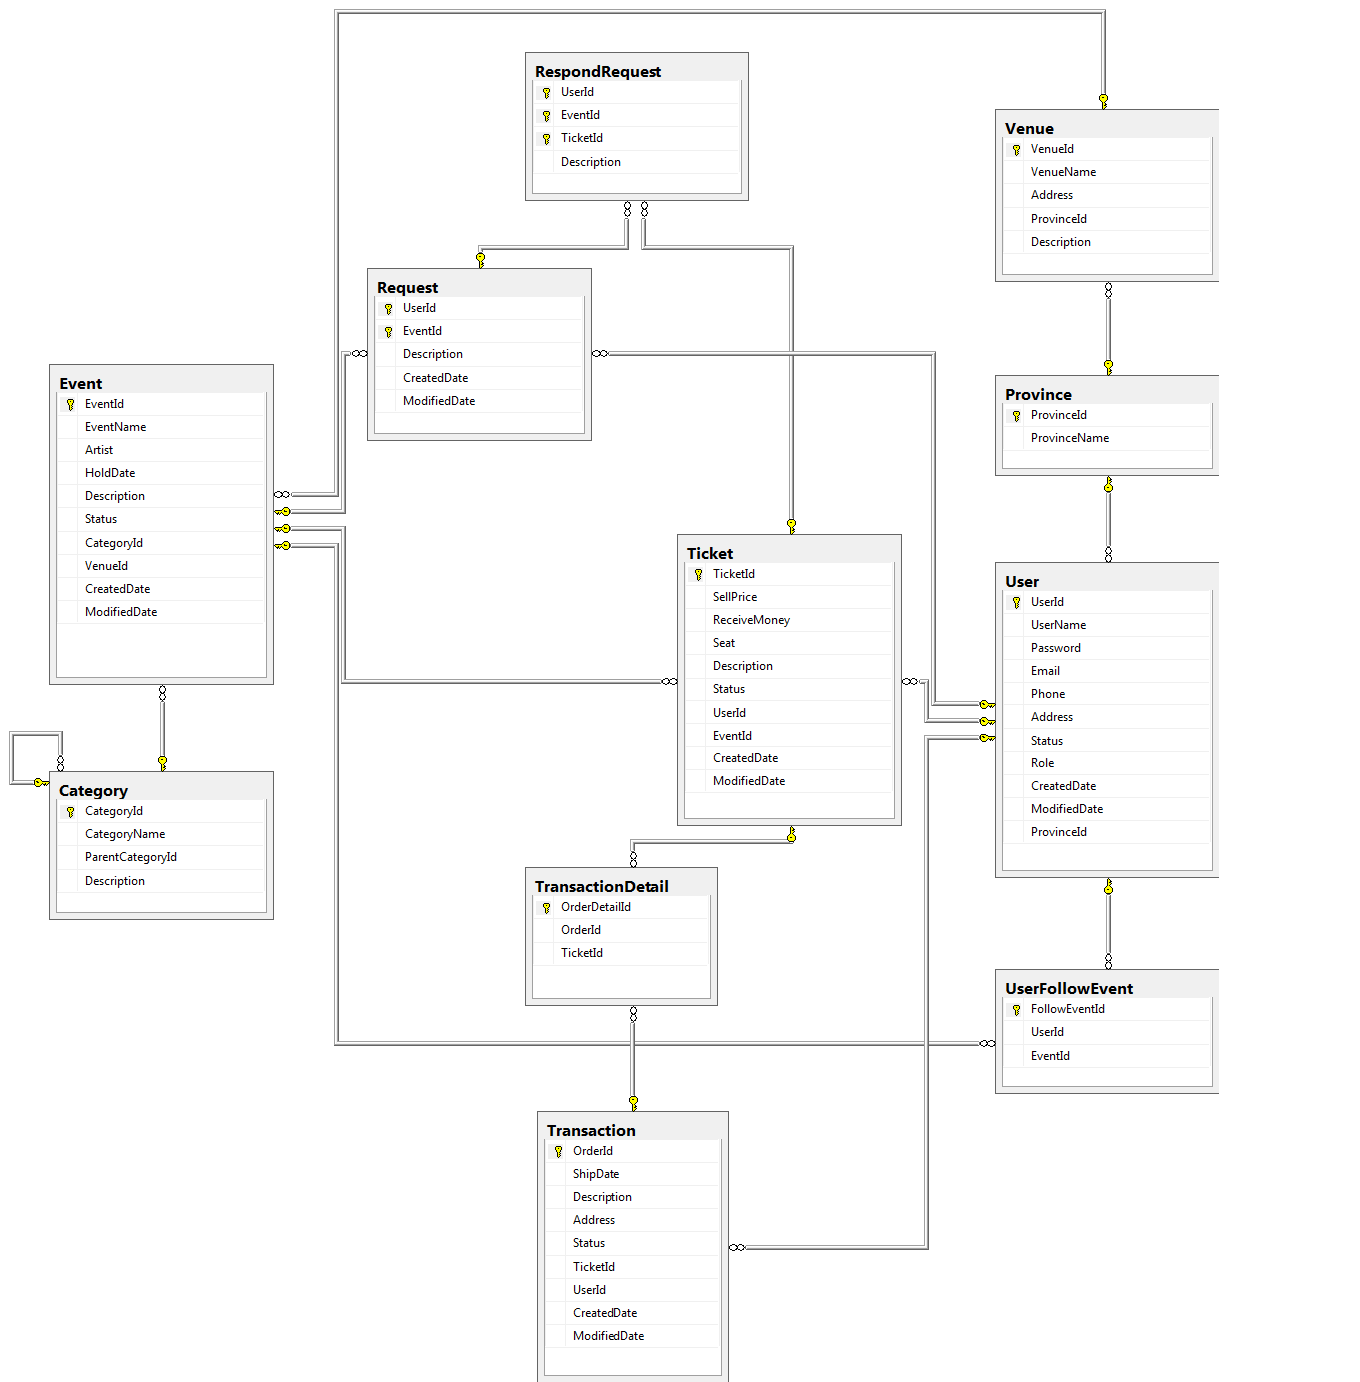 RespondRequest
UserId
EventId
TicketId
Description
Venue
VenueId
VenueName
Address
ProvinceId
Description
Request
UserId
EventId
Description
CreatedDate
ModifiedDate
Event
EventId
EventName
Artist
HoldDate
Description
Status
CategoryId
VenueId
CreatedDate
ModifiedDate
Province
ProvinceId
ProvinceName
Ticket
TicketId
SellPrice
ReceiveMoney
Seat
Description
Status
UserId
EventId
CreatedDate
ModifiedDate
User
UserId
UserName
Password
Email
Phone
Address
Status
Role
CreatedDate
ModifiedDate
ProvinceId
Category
CategoryId
CategoryName
ParentCategoryId
Description
TransactionDetail
OrderDetailId
OrderId
TicketId
UserFollowEvent
FollowEventId
UserId
EventId
Transaction
OrderId
ShipDate
Description
Address
Status
TicketId
UserId
CreatedDate
ModifiedDate